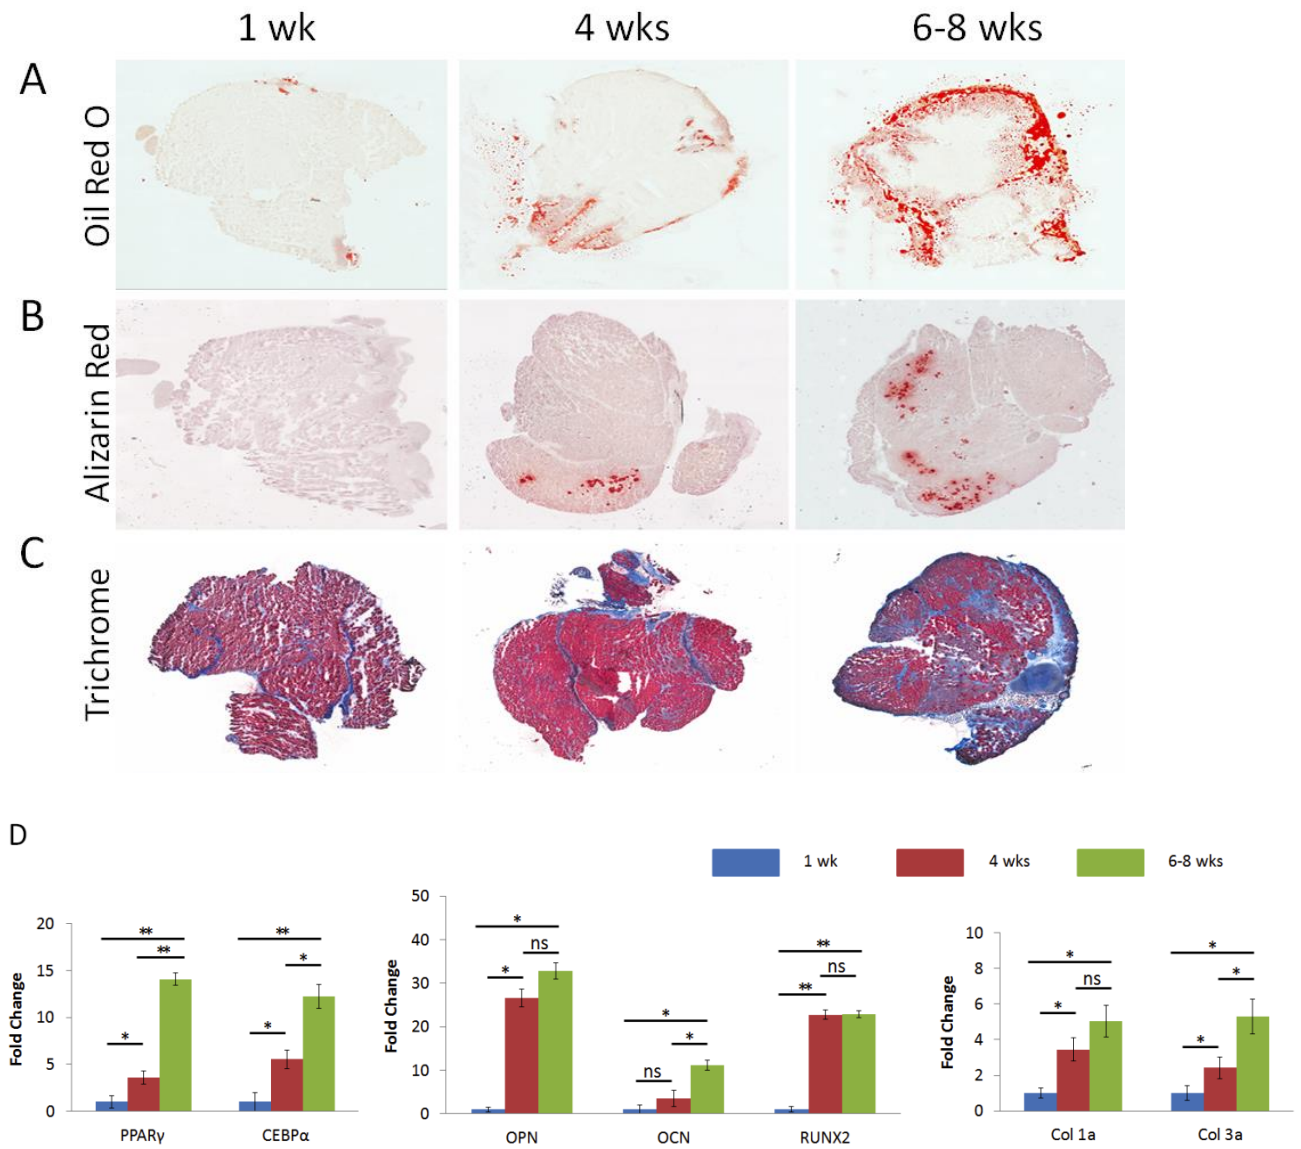 1 wk 4 wks 6-8 wks
A
Oil Red O
B
Alizarin Red
C
Trichrome
D
1 wk 4 wks 6-8 wks
Fold Change
20
15
10
5
0
** ** *
** * *
PPARγ CEBPα
Fold Change
50
40
30
20
10
0
* ns *
* * ns
** ns **
OPN OCN RUNX2
Fold Change
10
8
6
4
2
0
* ns *
* * *
Col 1a Col 3a